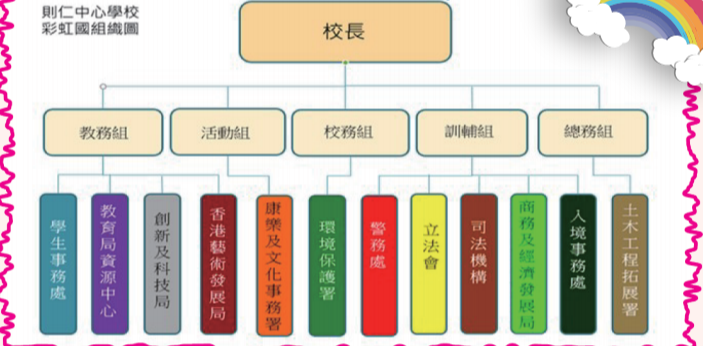 則仁中心學校
彩虹國組織圖
校長
教務組
活動組
校務組
訓輔組
總務組
學生事務處
教育局資源中心
創新及科技局
香港藝術發展局
康樂及文化事務署
環境保護署
警務處
立法會
司法機構
商務及經濟發展局
入境事務處
土木工程拓展署